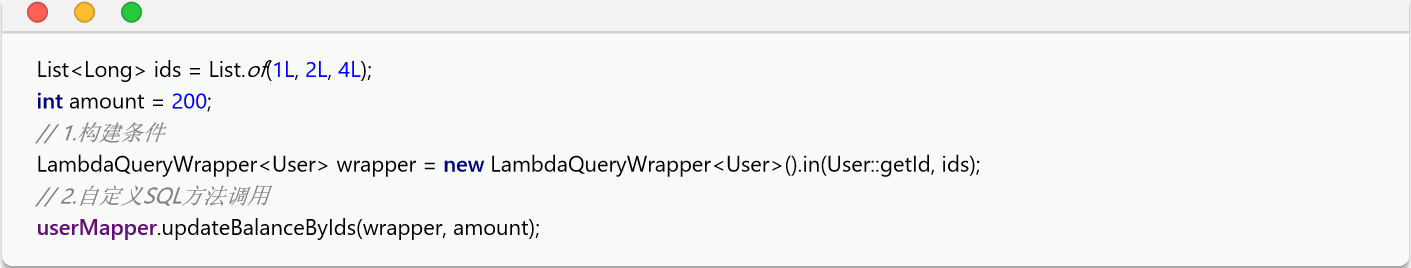 List<Long> ids = List.of(1L, 2L, 4L);
int amount = 200;
// 1.构建条件
LambdaQueryWrapper<User> wrapper = new LambdaQueryWrapper<User>().in(User::getId, ids);
// 2.自定义SQL方法调用
userMapper.updateBalanceByIds(wrapper, amount);